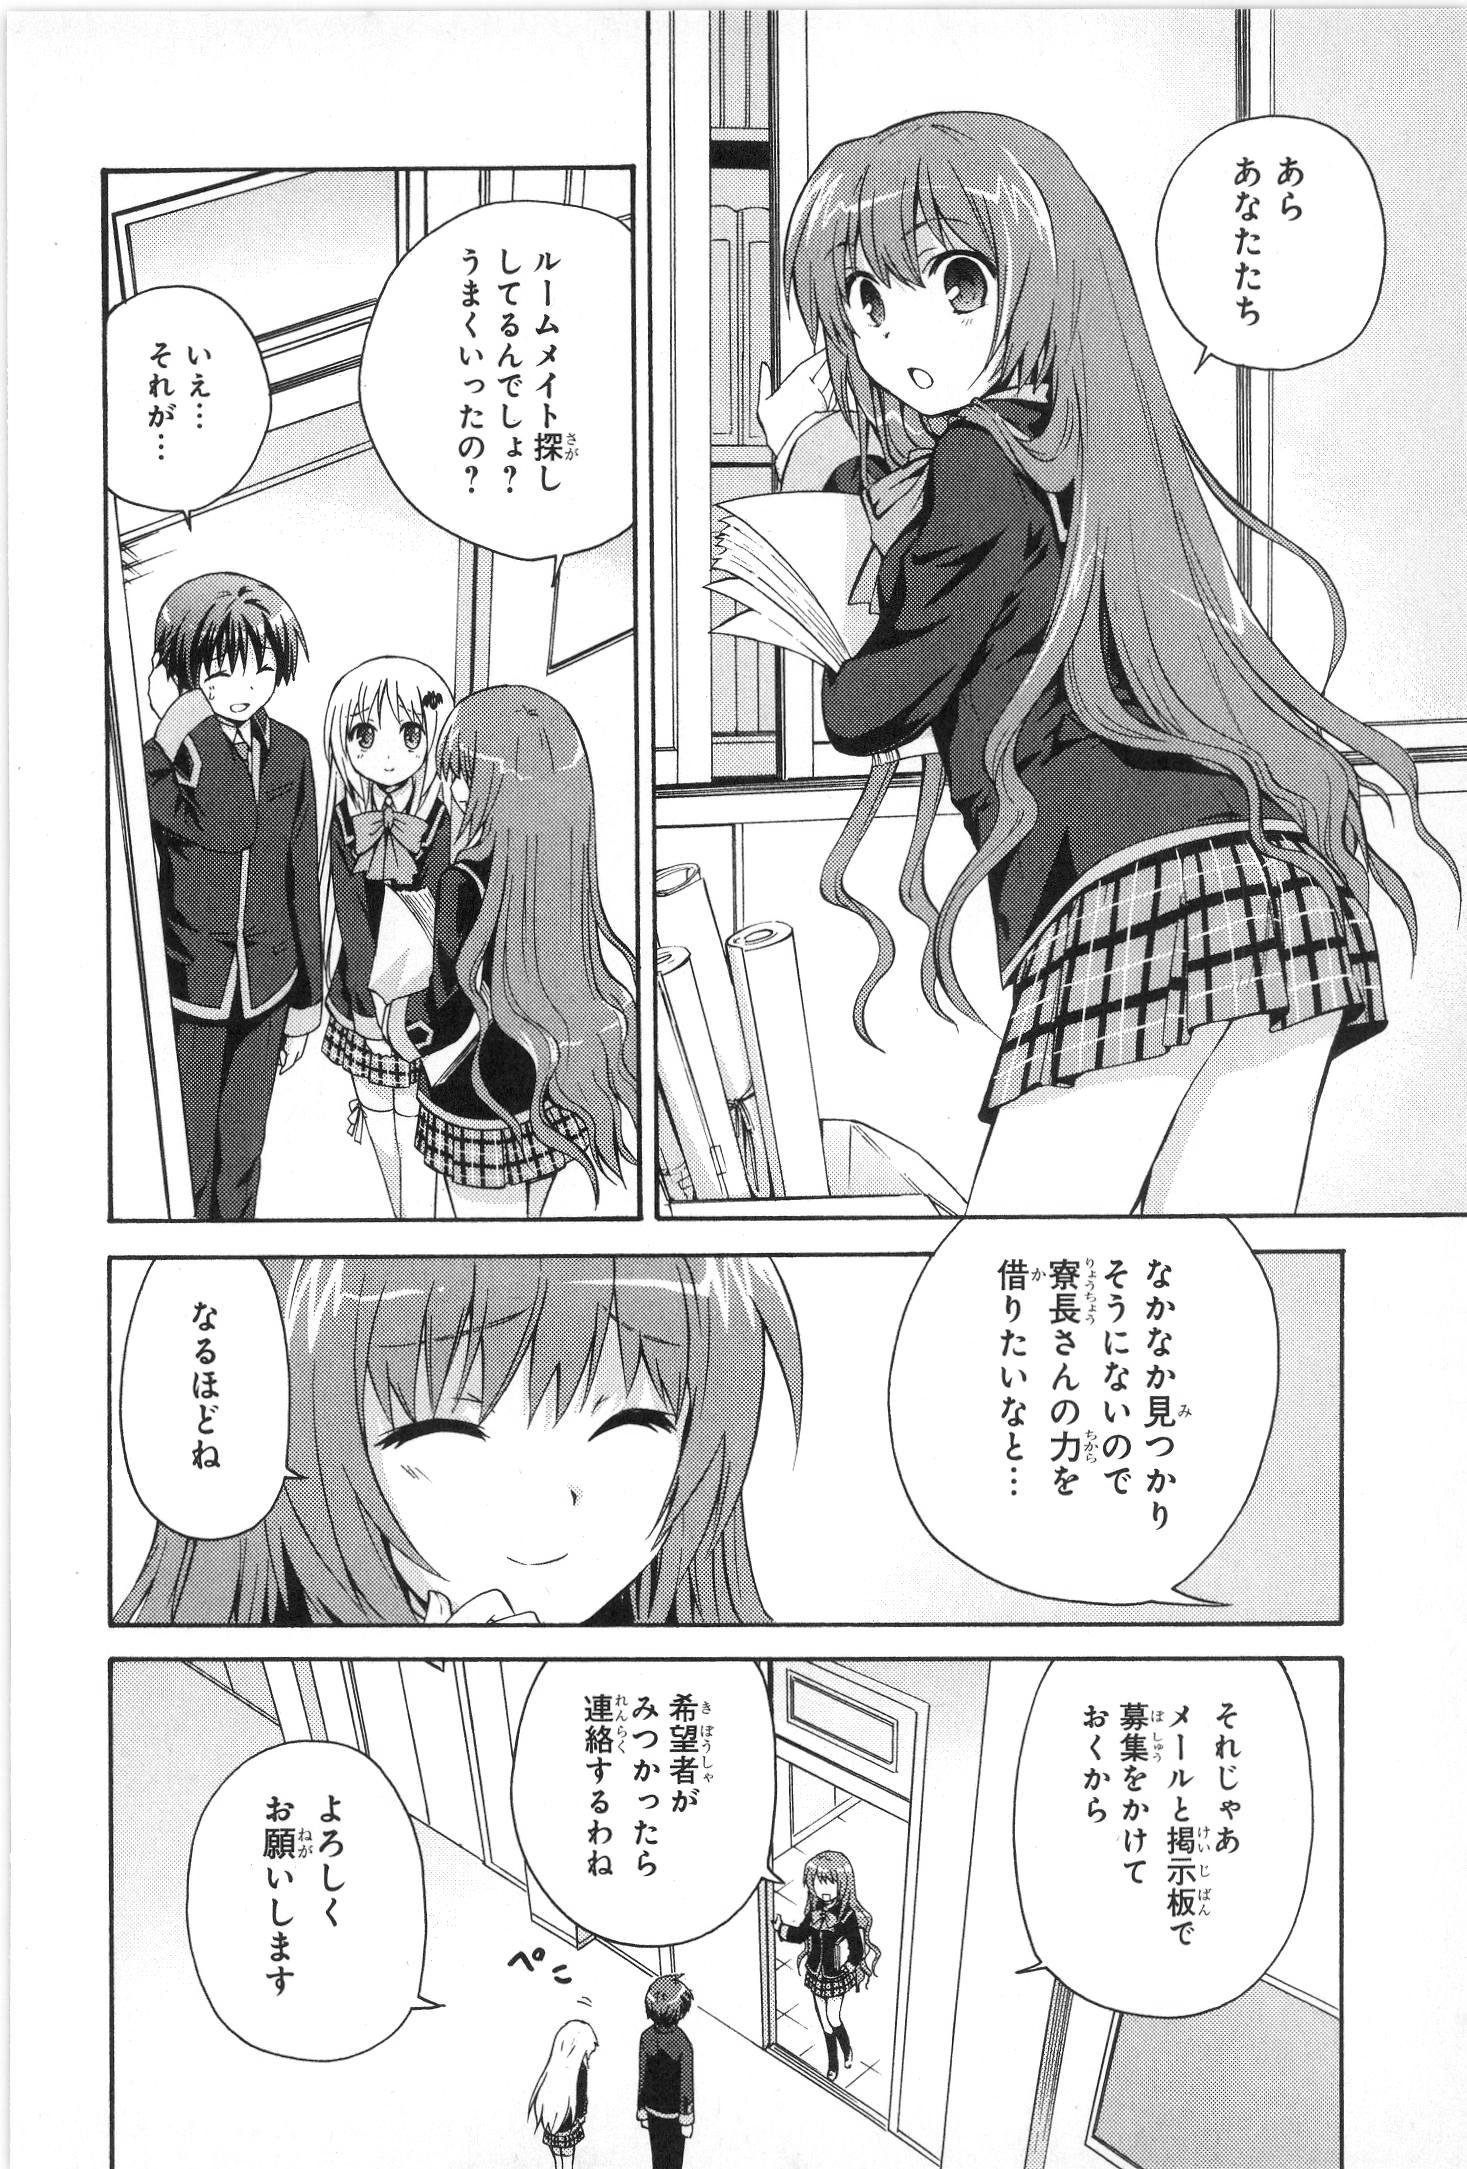 あら
あなたたち
ルームメイト探し
してるんでしょ？
うまくいったの？
いえ…
それが…
なかなか見つかり
そうにないので
寮長さんの力を
借りたいなと…
なるほどね
それじゃあ
メールと掲示板で
募集をかけて
おくから
希望者が
みつかったら
連絡するわね
ぺこ
よろしく
お願いします